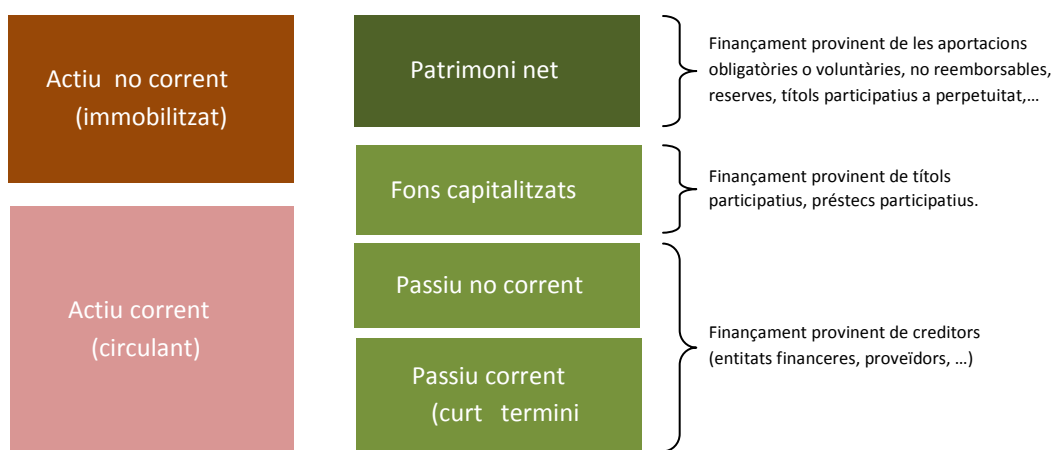 Actiu no corrent
(immobilitzat)
Actiu corrent
(circulant)
Patrimoni net
Fons capitalitzats
Passiu no corrent
Passiu corrent
(curt termini
Finançament provinent de les aportacions
obligatòries o voluntàries, no reemborsables,
reserves, títols participatius a perpetuitat,...
Finançament provinent de títols
participatius, préstecs participatius.
Finançament provinent de creditors
(entitats financeres, proveïdors, ...)